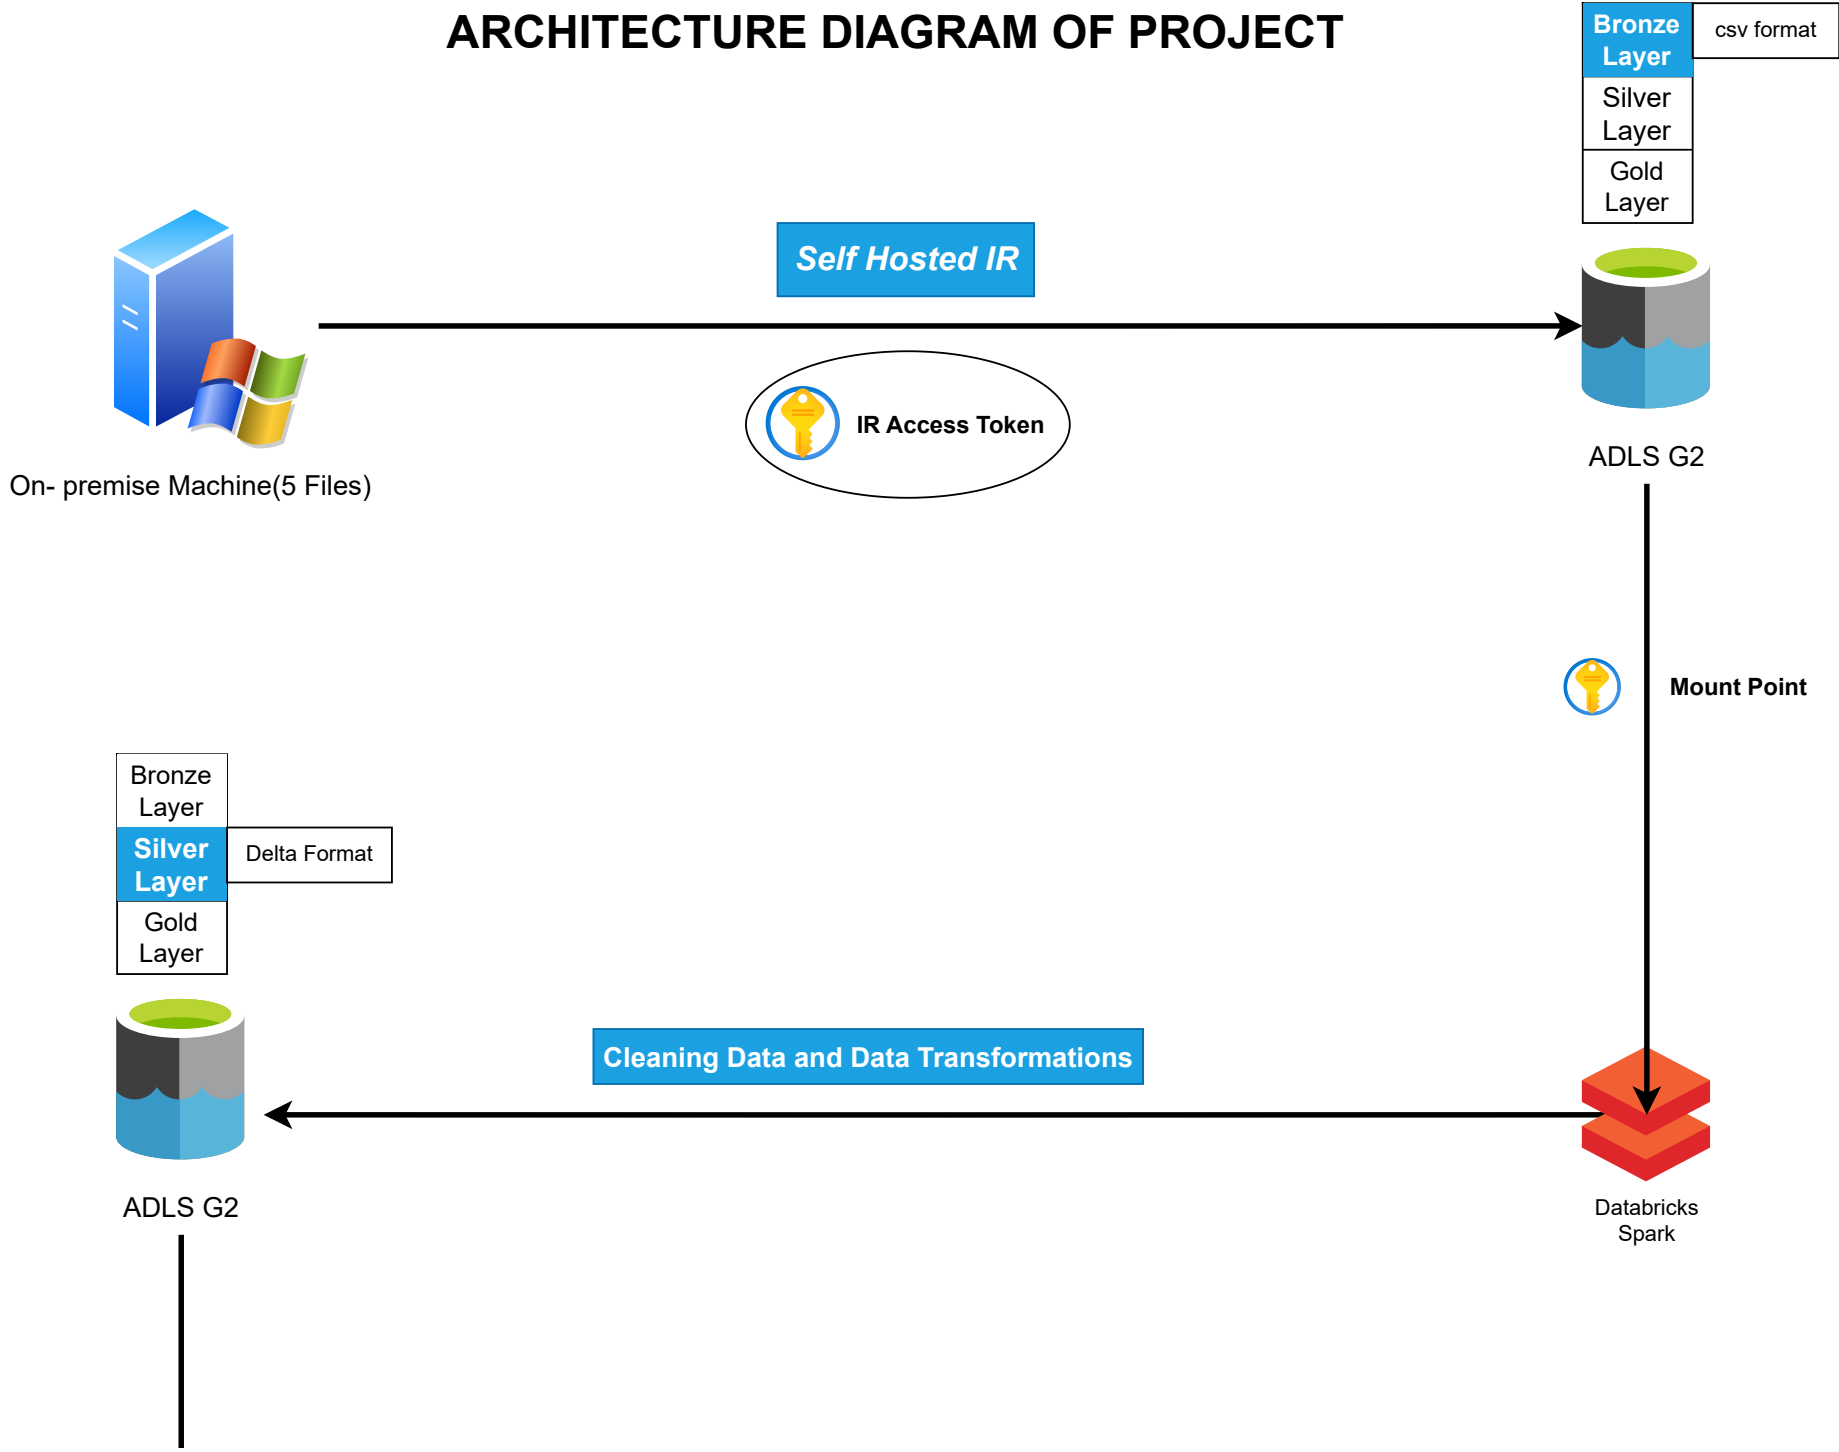 ARCHITECTURE DIAGRAM OF PROJECT
Bronze
Layer
csv format
Silver
Layer
Gold
Layer
Self Hosted IR
IR Access Token
On- premise Machine(5 Files)
ADLS G2
Mount Point
Bronze
Layer
Silver
Layer
Delta Format
Gold
Layer
Cleaning Data and Data Transformations
ADLS G2
Databricks
Spark